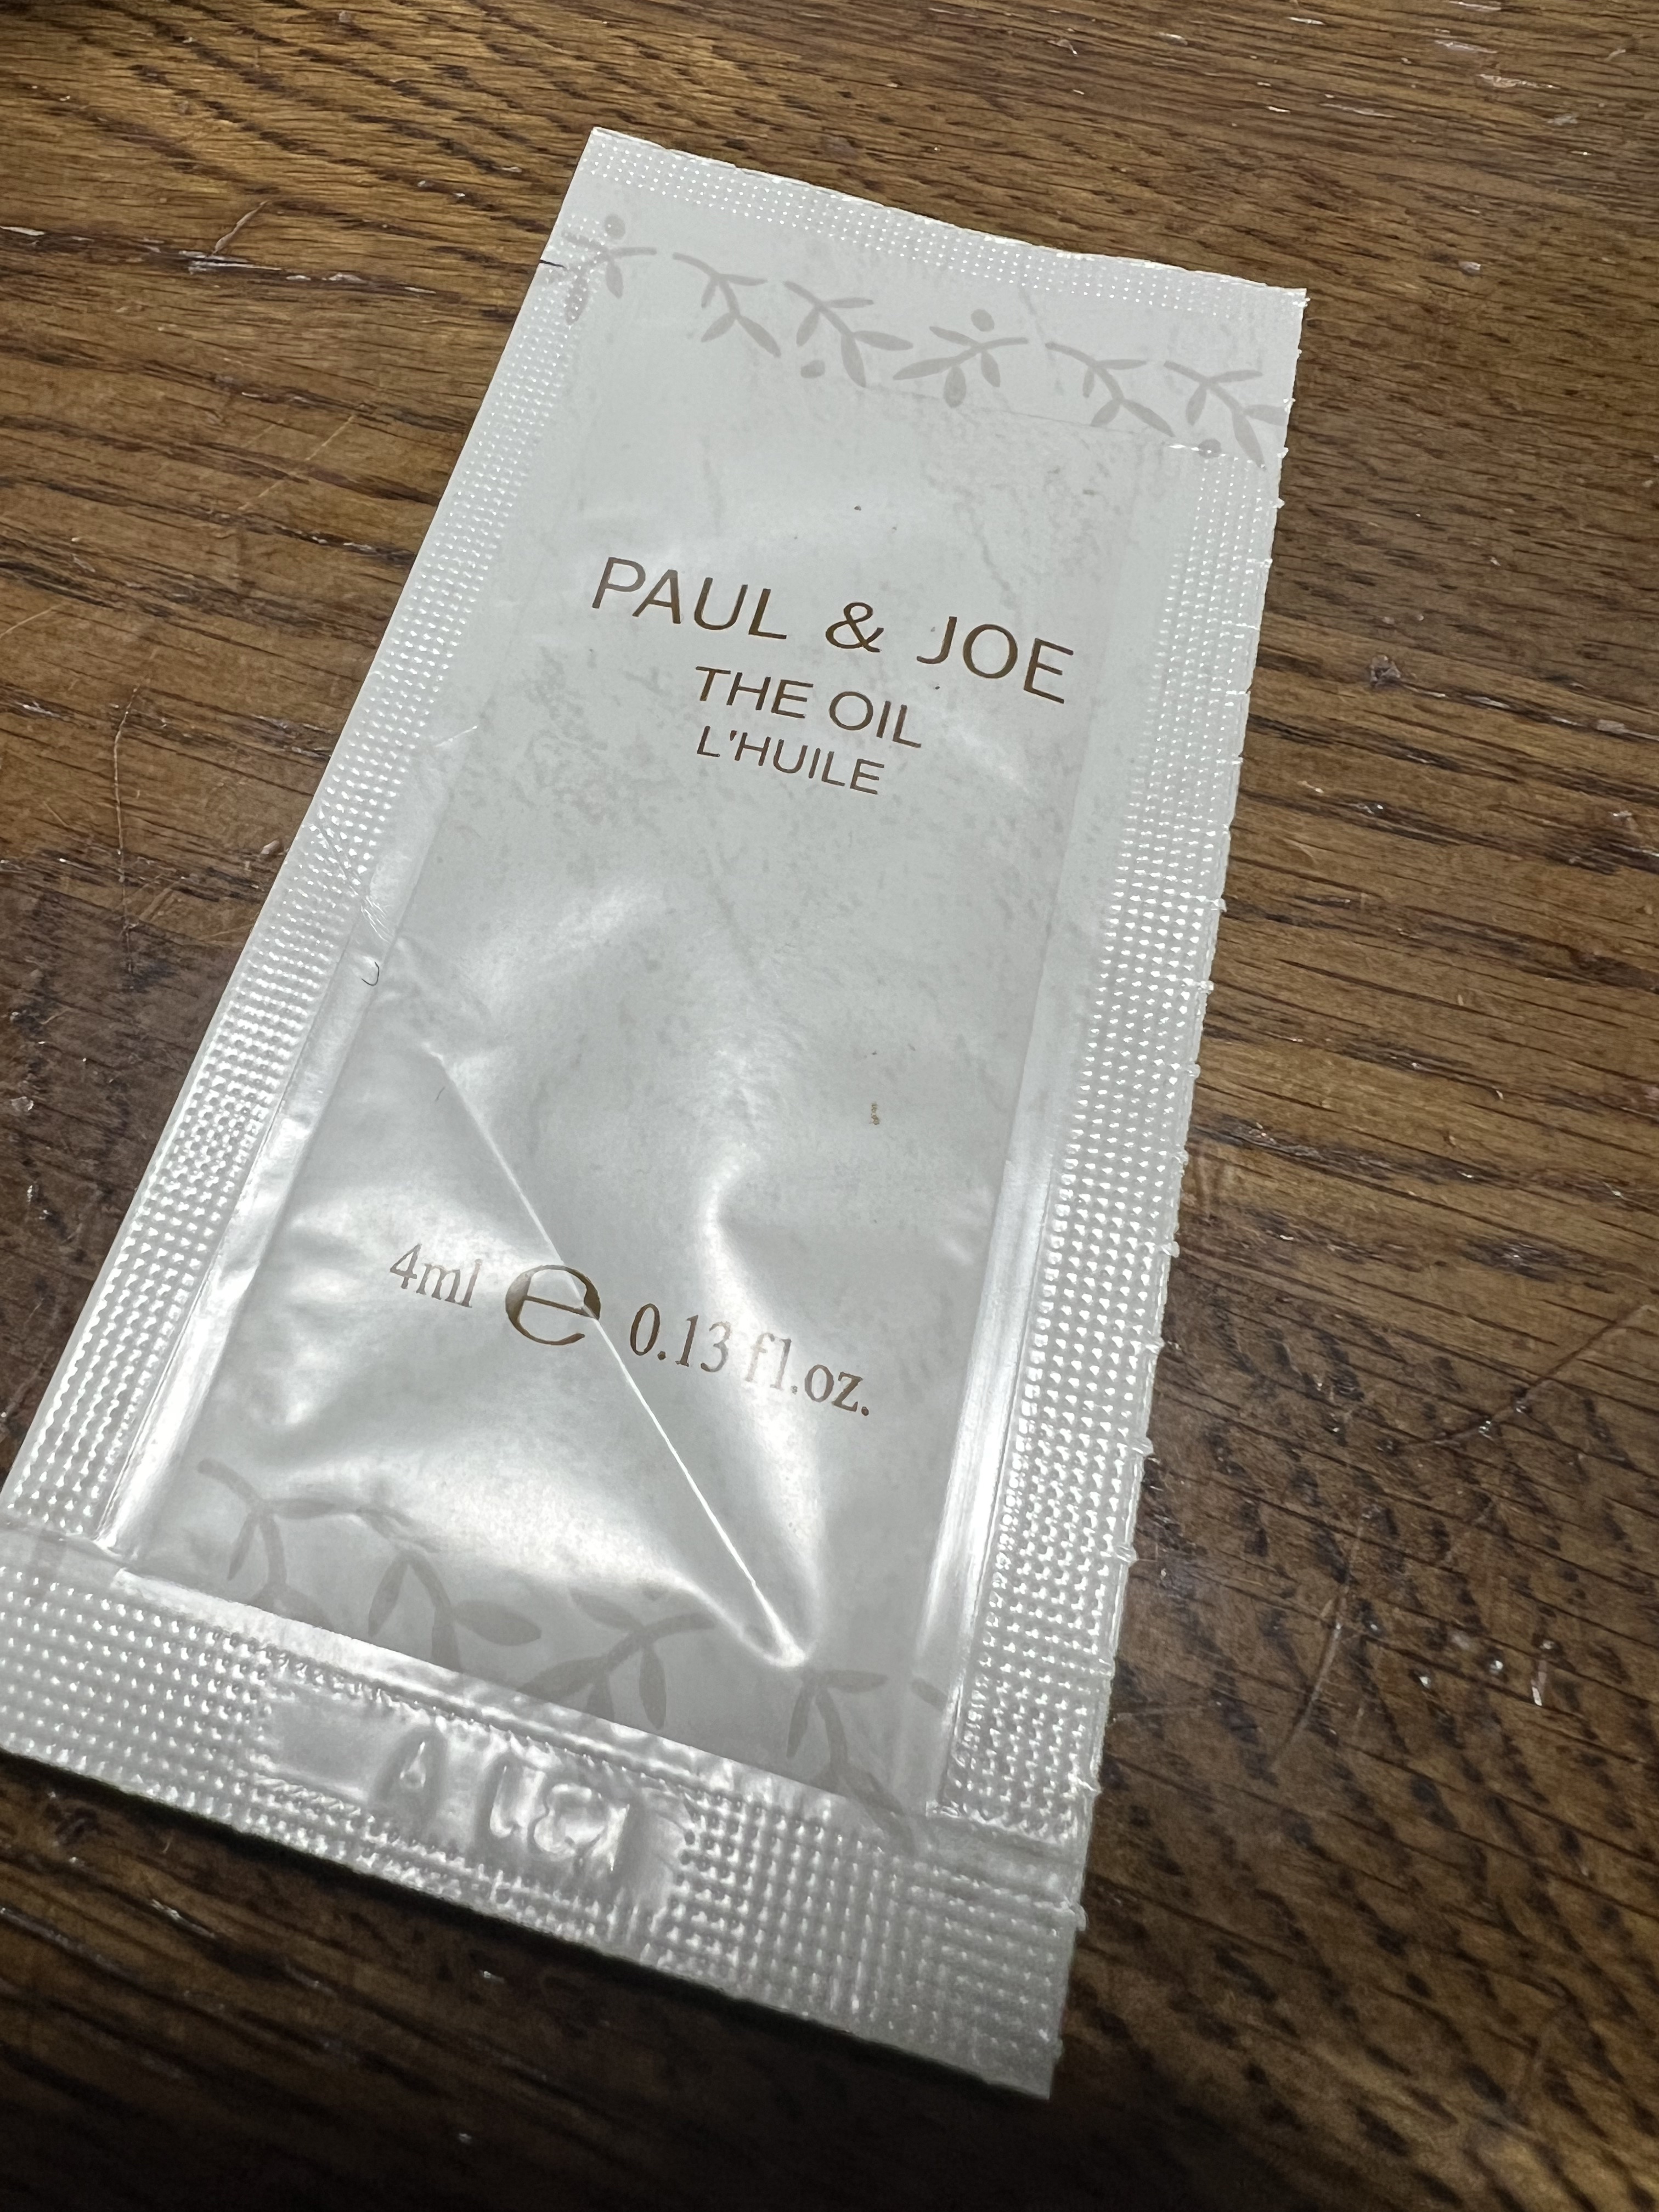 PAUL & JOE
THE OIL
L'HUILE
4ml e 0.13 fl.oz.